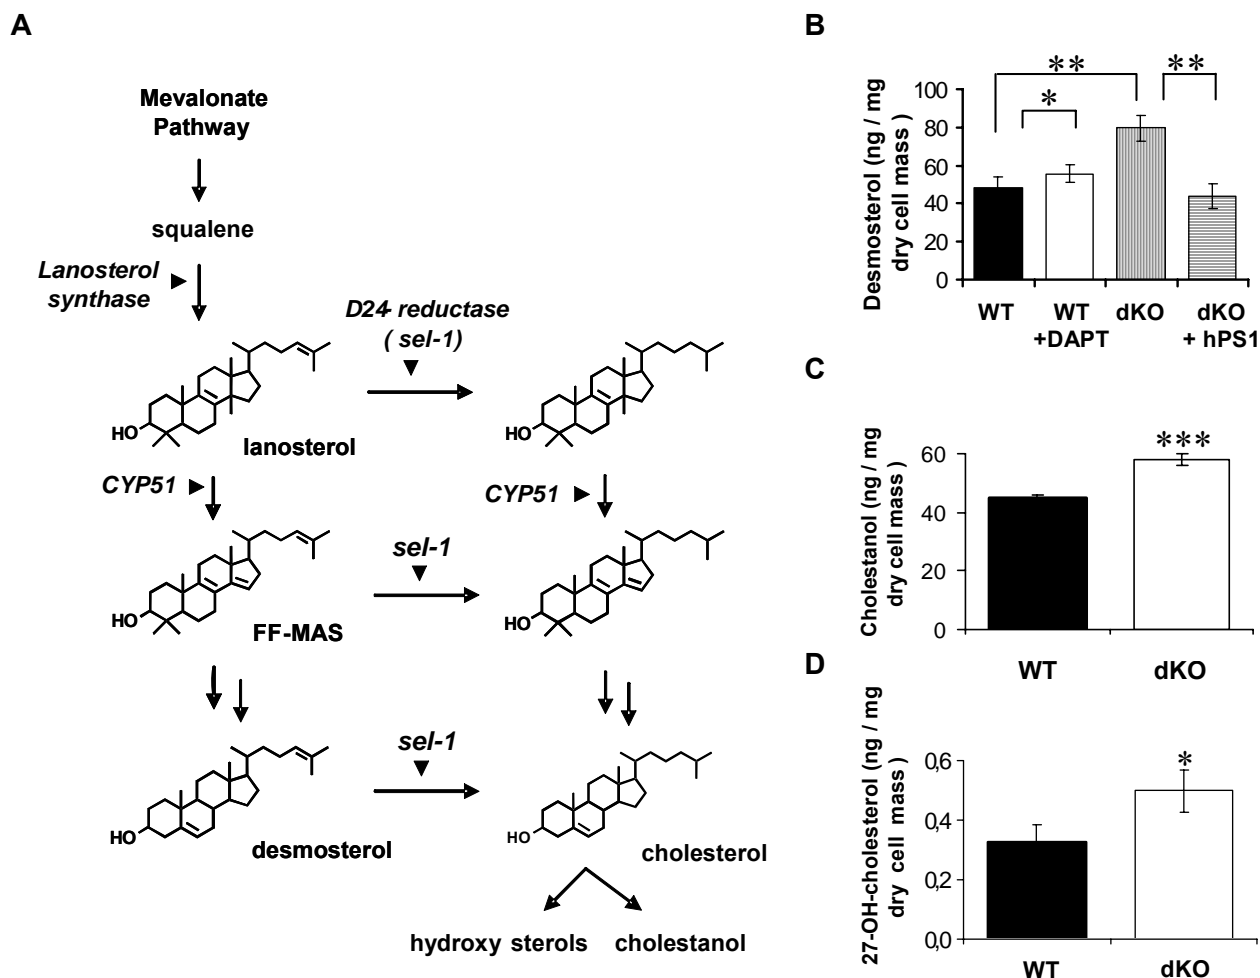 A
Mevalonate
Pathway
squalene
Lanosterol
synthase
D24- reductase
( sel-1)
HO
lanosterol
HO
CYP51
CYP51
sel-1
HO
FF-MAS
HO
sel-1
HO
desmosterol
HO
cholesterol
hydroxy sterols
cholestanol
B
Desmosterol (ng / mg
dry cell mass )
100
80
60
40
20
0
**
*
**
WT
WT
+DAPT
dKO
dKO
+ hPS1
C
Cholestanol (ng / mg
dry cell mass )
60
40
20
0
***
WT
dKO
D
27-OH-cholesterol (ng / mg
dry cell mass )
0,6
0,4
0,2
0,0
*
WT
dKO